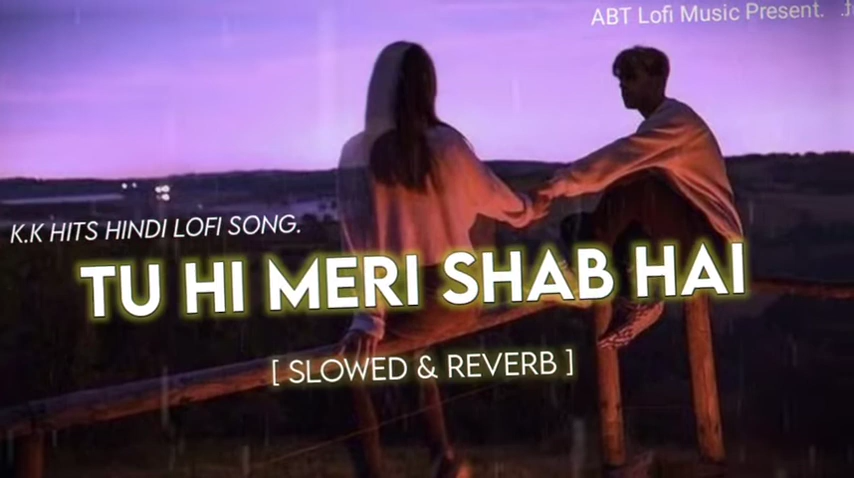 ABT Lofi Music Present.
K.K HITS HINDI LOFI SONG.
TU HI MERI SHAB HAI
[ SLOWED & REVERB ]